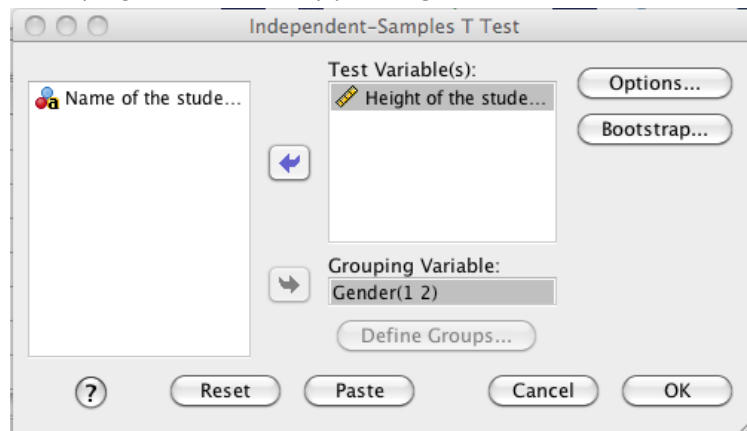 Independent-Samples T Test
Test Variable(s):
a Name of the stude...
Height of the stude...
Options...
Bootstrap...
Grouping Variable:
Gender(1 2)
Define Groups...
?
Reset
Paste
Cancel
OK